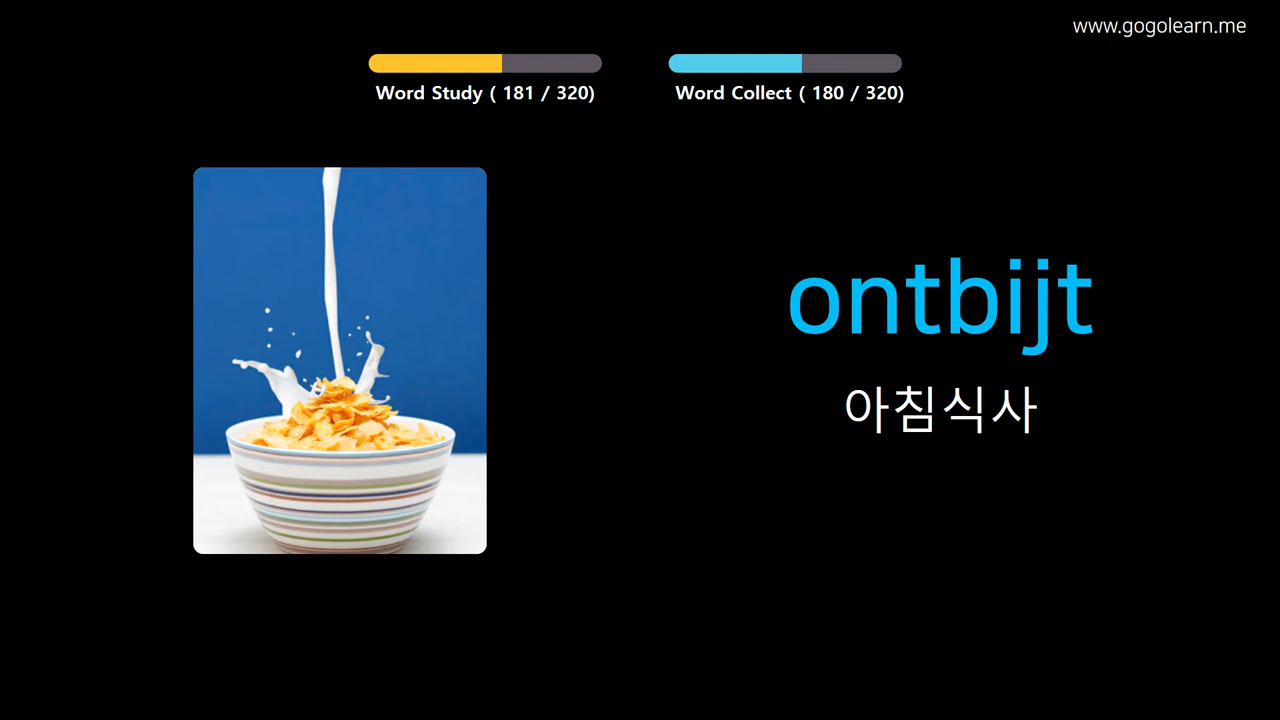 www.gogolearn.me
Word Study ( 181 / 320)
Word Collect ( 180 / 320)
ontbijt
아침식사